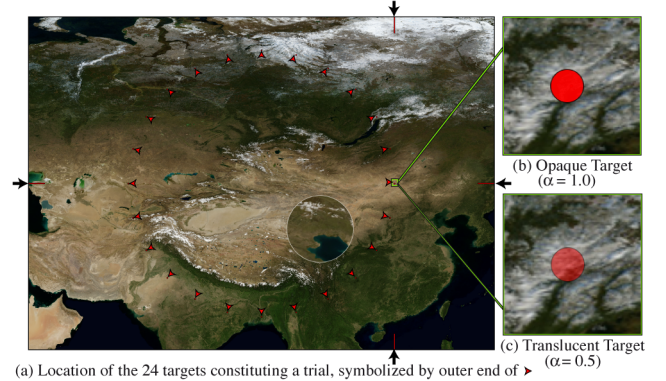 (b) Opaque Target
(α = 1.0)
(c) Translucent Target
(α = 0.5)
(a) Location of the 24 targets constituting a trial, symbolized by outer end of